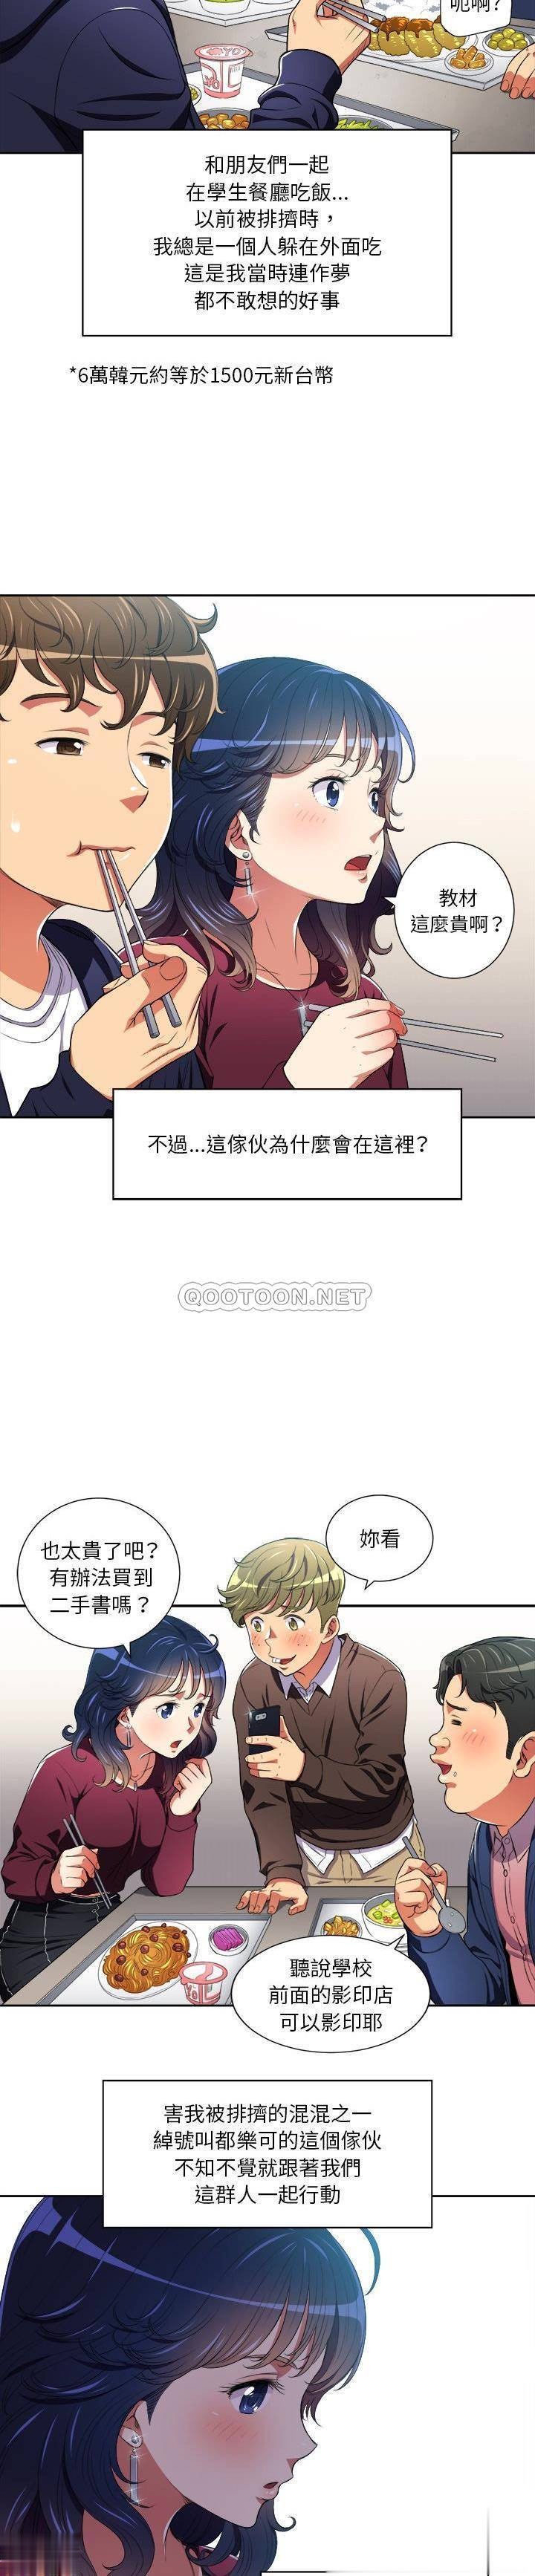 呃啊?
YO
YO
和朋友們一起
在學生餐廳吃飯...
以前被排擠時，
我總是一個人躲在外面吃
這是我當時連作夢
都不敢想的好事
*6萬韓元約等於1500元新台幣
教材
這麼貴啊?
不過...這傢伙為什麼會在這裡?
QOOTOON.NET
妳看
也太貴了吧?
有辦法買到
二手書嗎?
聽說學校
前面的影印店
可以影印耶
害我被排擠的混混之一
綽號叫都樂可的這個傢伙
不知不覺就跟著我們
這群人一起行動